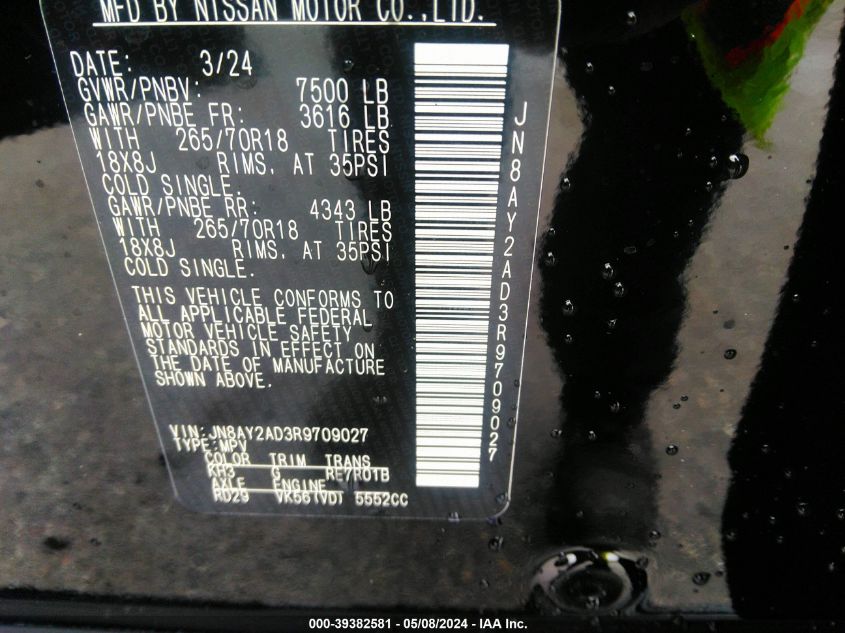 MFD BY NISSAN MOTOR CO.,LTD.
DATE: 3/24
GVWR/PNBV: 7500 LB
GAWR/PNBE FR: 3616 LB
WITH 265/70R18 TIRES
18X8J RIMS, AT 35PSI
COLD SINGLE.
GAWR/PNBE RR: 4343 LB
WITH 265/70R18 TIRES
18X8J RIMS, AT 35PSI
COLD SINGLE.
THIS VEHICLE CONFORMS TO
ALL APPLICABLE FEDERAL
MOTOR VEHICLE SAFETY
STANDARDS IN EFFECT ON
THE DATE OF MANUFACTURE
SHOWN ABOVE.
VIN:JN8AY2AD3R9709027
TYPE:MPV
COLOR TRIM TRANS
KH3 G RE7R01B
AXLE ENGINE
RD29 VK56(VD) 5552CC
JN8AY2AD3R9709027
000-39382581 - 05/08/2024 - IAA Inc.